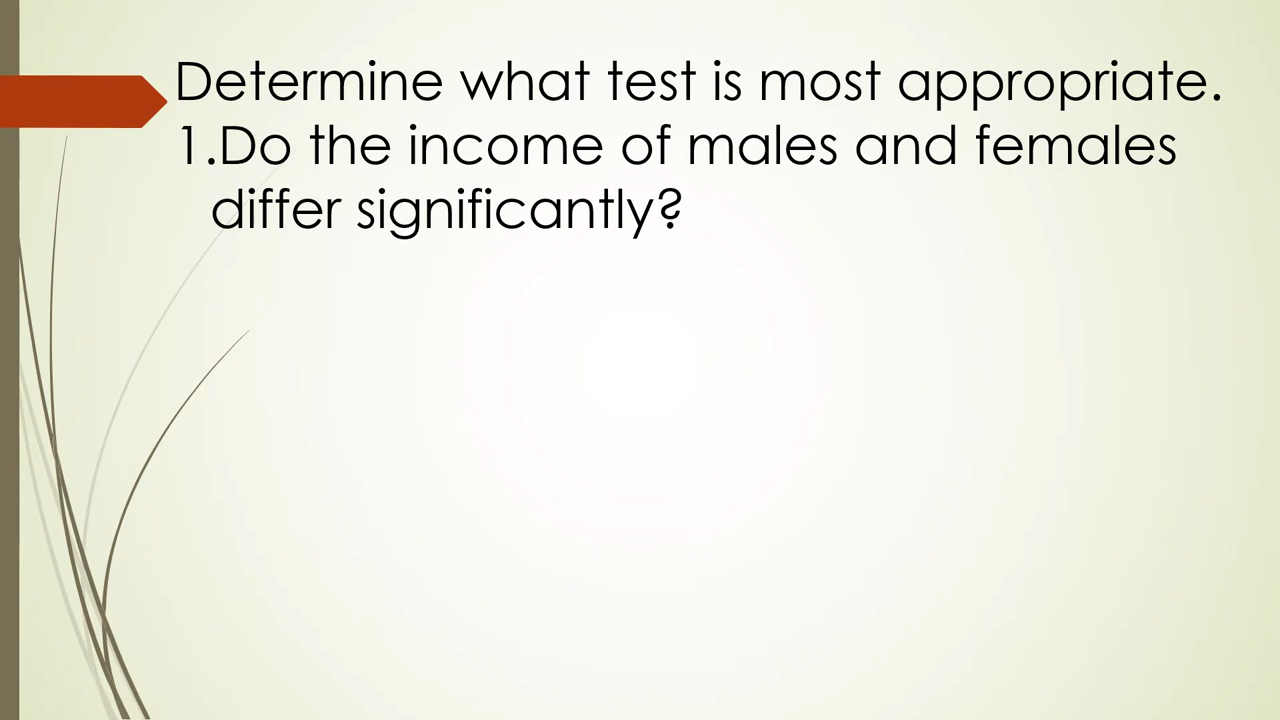 Determine what test is most appropriate.
1.Do the income of males and females
differ significantly?